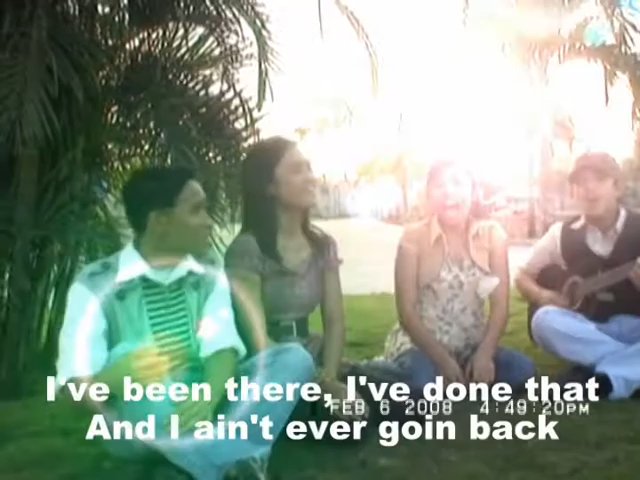 I've been there, I've done that
FEB 6 2008 4:49:20PM
And I ain't ever goin back